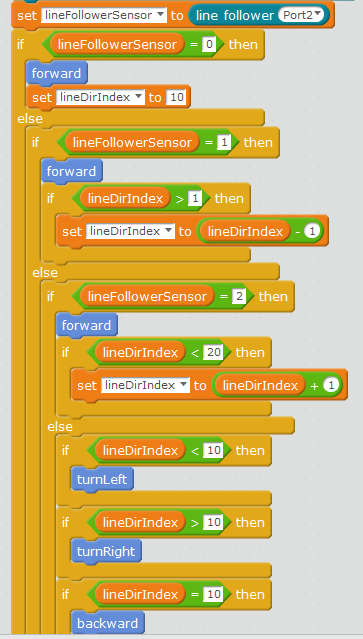 set lineFollowerSensor to line follower Port2
if lineFollowerSensor = 0 then
forward
set lineDirIndex to 10
else
if lineFollowerSensor = 1 then
forward
if lineDirIndex > 1 then
set lineDirIndex to lineDirIndex - 1
else
if lineFollowerSensor = 2 then
forward
if lineDirIndex < 20 then
set lineDirIndex to lineDirIndex + 1
else
if lineDirIndex < 10 then
turnLeft
if lineDirIndex > 10 then
turnRight
if lineDirIndex = 10 then
backward